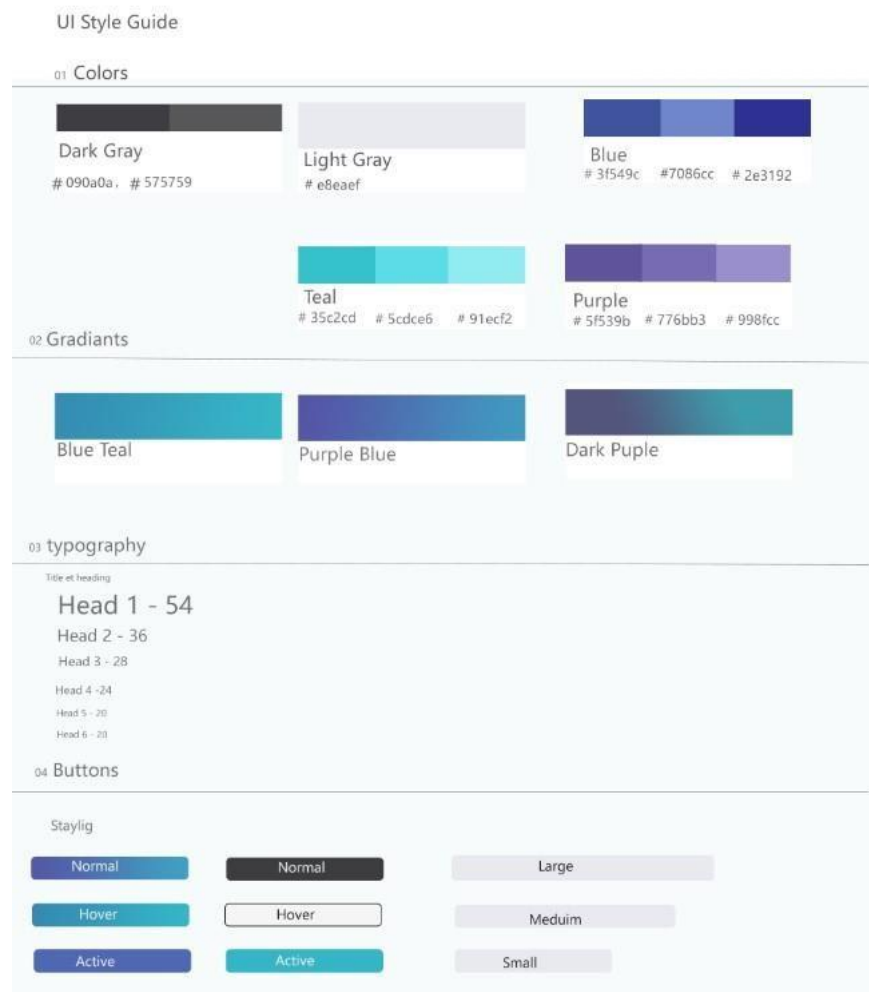 UI Style Guide
01 Colors
Dark Gray
# 090a0a. # 575759
Light Gray
# e8eaef
Blue
# 3f549c #7086cc # 2e3192
Teal
# 35c2cd # 5cdce6 # 91ecf2
Purple
# 5f539b # 776bb3 # 998fcc
02 Gradiants
Blue Teal
Purple Blue
Dark Puple
03 typography
Title et heading
Head 1 - 54
Head 2 - 36
Head 3 - 28
Head 4 -24
Head 5 - 20
Head 6 - 20
04 Buttons
Staylig
Normal
Normal
Large
Hover
Hover
Meduim
Active
Active
Small